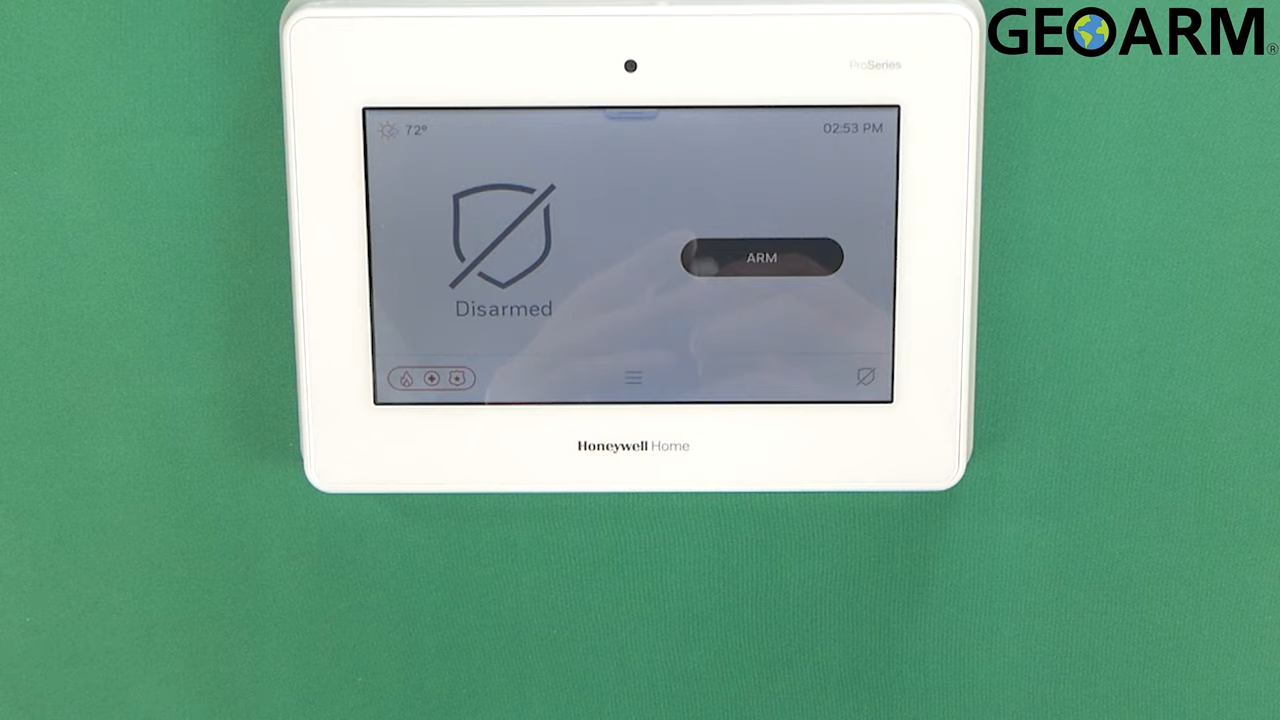 GEOARM®
ProSeries
72°
02:53 PM
ARM
Disarmed
Honeywell Home